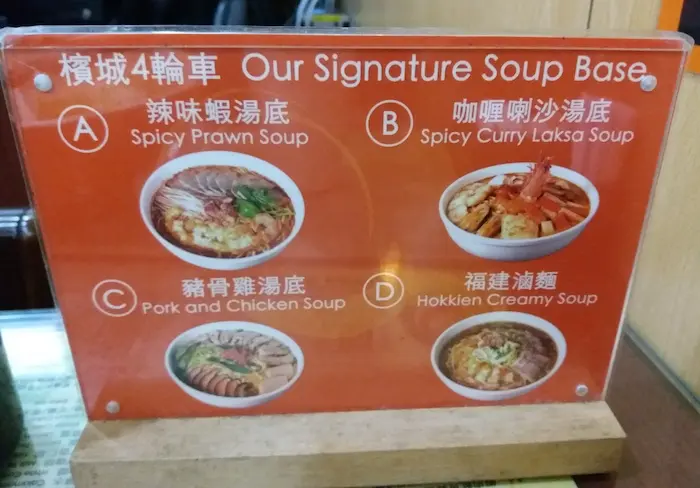 檳城4輪車 Our Signature Soup Base
A 辣味蝦湯底
Spicy Prawn Soup
B 咖喱喇沙湯底
Spicy Curry Laksa Soup
C 豬骨雞湯底
Pork and Chicken Soup
D 福建滷麵
Hokkien Creamy Soup